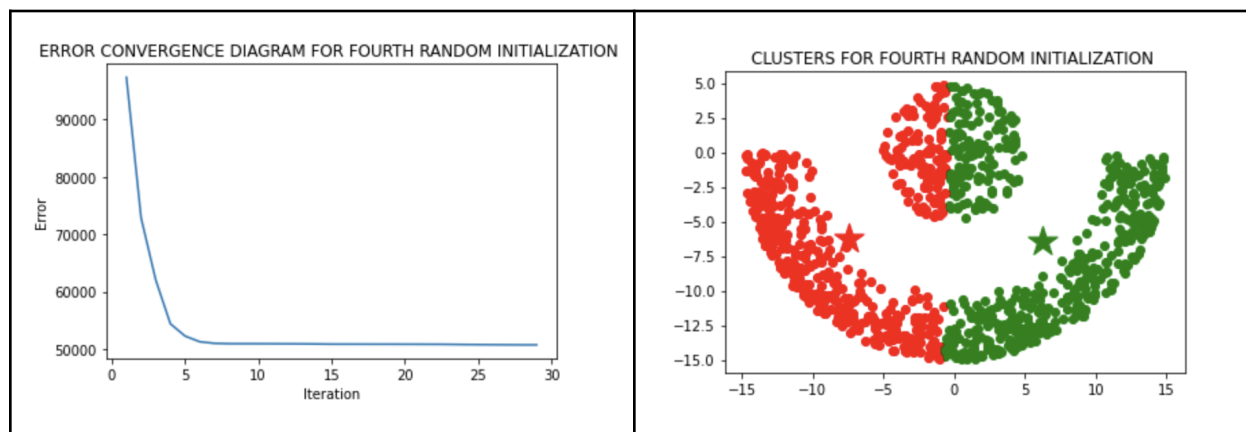 ERROR CONVERGENCE DIAGRAM FOR FOURTH RANDOM INITIALIZATION
90000
80000
70000
60000
50000
Error
0 5 10 15 20 25 30
Iteration
CLUSTERS FOR FOURTH RANDOM INITIALIZATION
5.0
2.5
0.0
−2.5
−5.0
−7.5
−10.0
−12.5
−15.0
−15 −10 −5 0 5 10 15